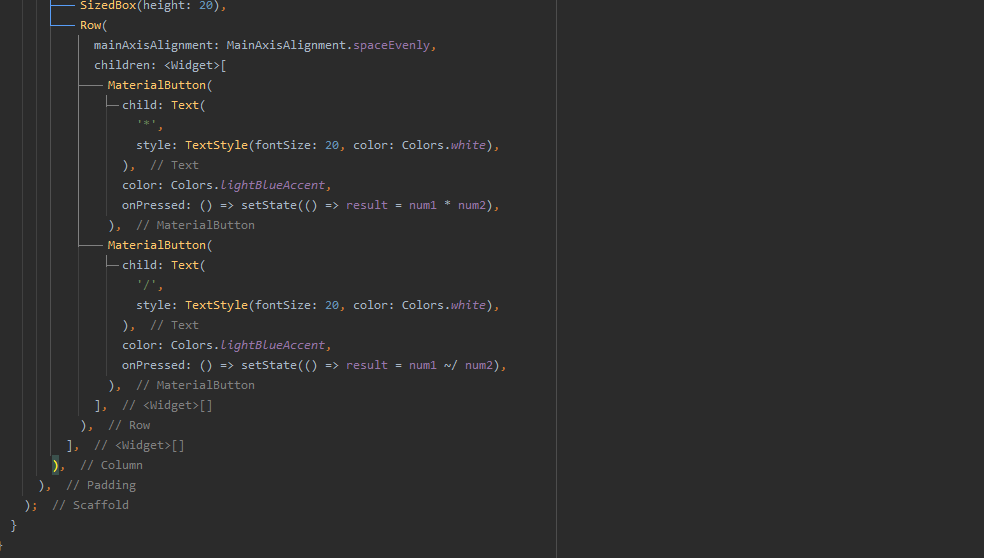 SizedBox(height: 20),
Row(
mainAxisAlignment: MainAxisAlignment.spaceEvenly,
children: <Widget>[
MaterialButton(
child: Text(
'*',
style: TextStyle(fontSize: 20, color: Colors.white),
),  // Text
color: Colors.lightBlueAccent,
onPressed: () => setState(() => result = num1 * num2),
),  // MaterialButton
MaterialButton(
child: Text(
'/',
style: TextStyle(fontSize: 20, color: Colors.white),
),  // Text
color: Colors.lightBlueAccent,
onPressed: () => setState(() => result = num1 ~/ num2),
),  // MaterialButton
],  // <Widget>[]
),  // Row
],  // <Widget>[]
),  // Column
),  // Padding
);  // Scaffold
}
}